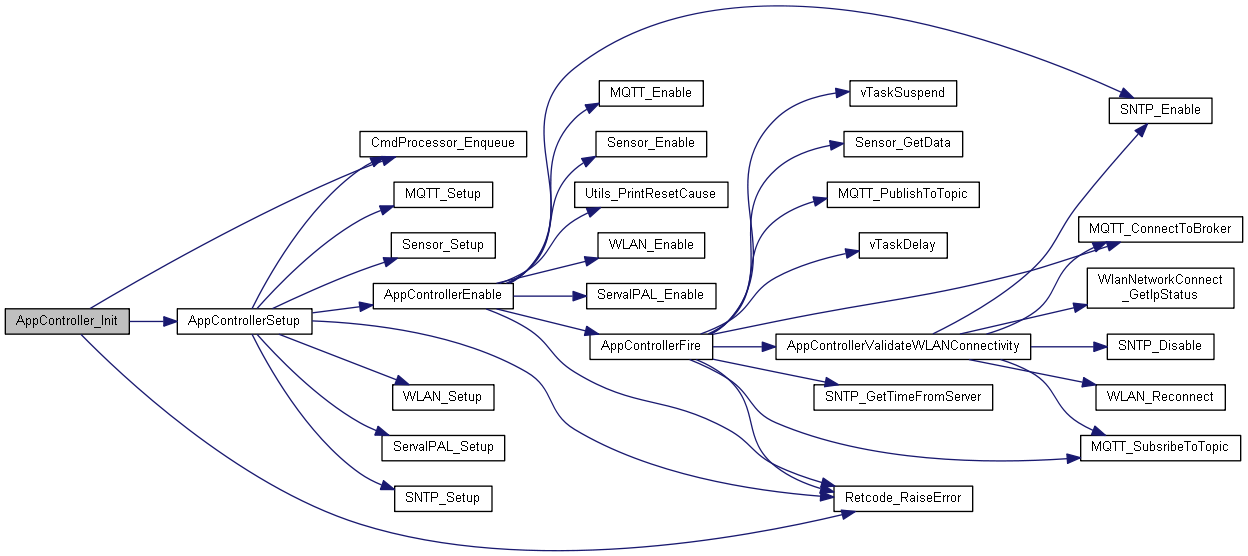 AppController_Init
AppControllerSetup
CmdProcessor_Enqueue
MQTT_Setup
Sensor_Setup
AppControllerEnable
WLAN_Setup
ServalPAL_Setup
SNTP_Setup
MQTT_Enable
Sensor_Enable
Utils_PrintResetCause
WLAN_Enable
ServalPAL_Enable
AppControllerFire
vTaskSuspend
Sensor_GetData
MQTT_PublishToTopic
vTaskDelay
AppControllerValidateWLANConnectivity
SNTP_GetTimeFromServer
Retcode_RaiseError
SNTP_Enable
MQTT_ConnectToBroker
WlanNetworkConnect
_GetIpStatus
SNTP_Disable
WLAN_Reconnect
MQTT_SubsribeToTopic